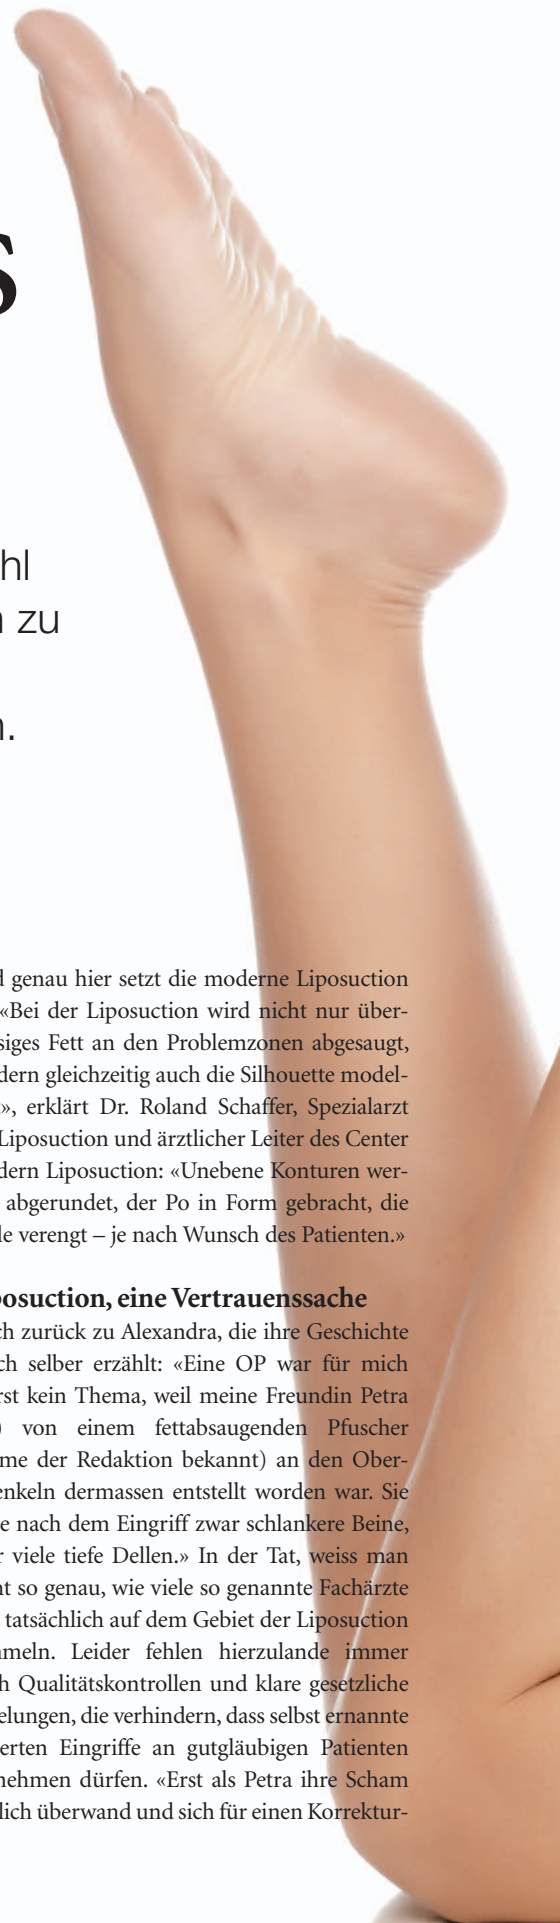 s
hl
zu
n.
genau hier setzt die moderne Liposuction
«Bei der Liposuction wird nicht nur über-
siges Fett an den Problemzonen abgesaugt,
dern gleichzeitig auch die Silhouette model-
», erklärt Dr. Roland Schaffer, Spezialarzt
Liposuction und ärztlicher Leiter des Center
dern Liposuction: «Unebene Konturen wer-
abgerundet, der Po in Form gebracht, die
le verengt – je nach Wunsch des Patienten.»
posuction, eine Vertrauenssache
ch zurück zu Alexandra, die ihre Geschichte
ch selber erzählt: «Eine OP war für mich
rst kein Thema, weil meine Freundin Petra
) von einem fettabsaugenden Pfuscher
me der Redaktion bekannt) an den Ober-
enkeln dermassen entstellt worden war. Sie
e nach dem Eingriff zwar schlankere Beine,
r viele tiefe Dellen.» In der Tat, weiss man
nt so genau, wie viele so genannte Fachärzte
tatsächlich auf dem Gebiet der Liposuction
nmeln. Leider fehlen hierzulande immer
h Qualitätskontrollen und klare gesetzliche
elungen, die verhindern, dass selbst ernannte
erten Eingriffe an gutgläubigen Patienten
nehmen dürfen. «Erst als Petra ihre Scham
lich überwand und sich für einen Korrektur-